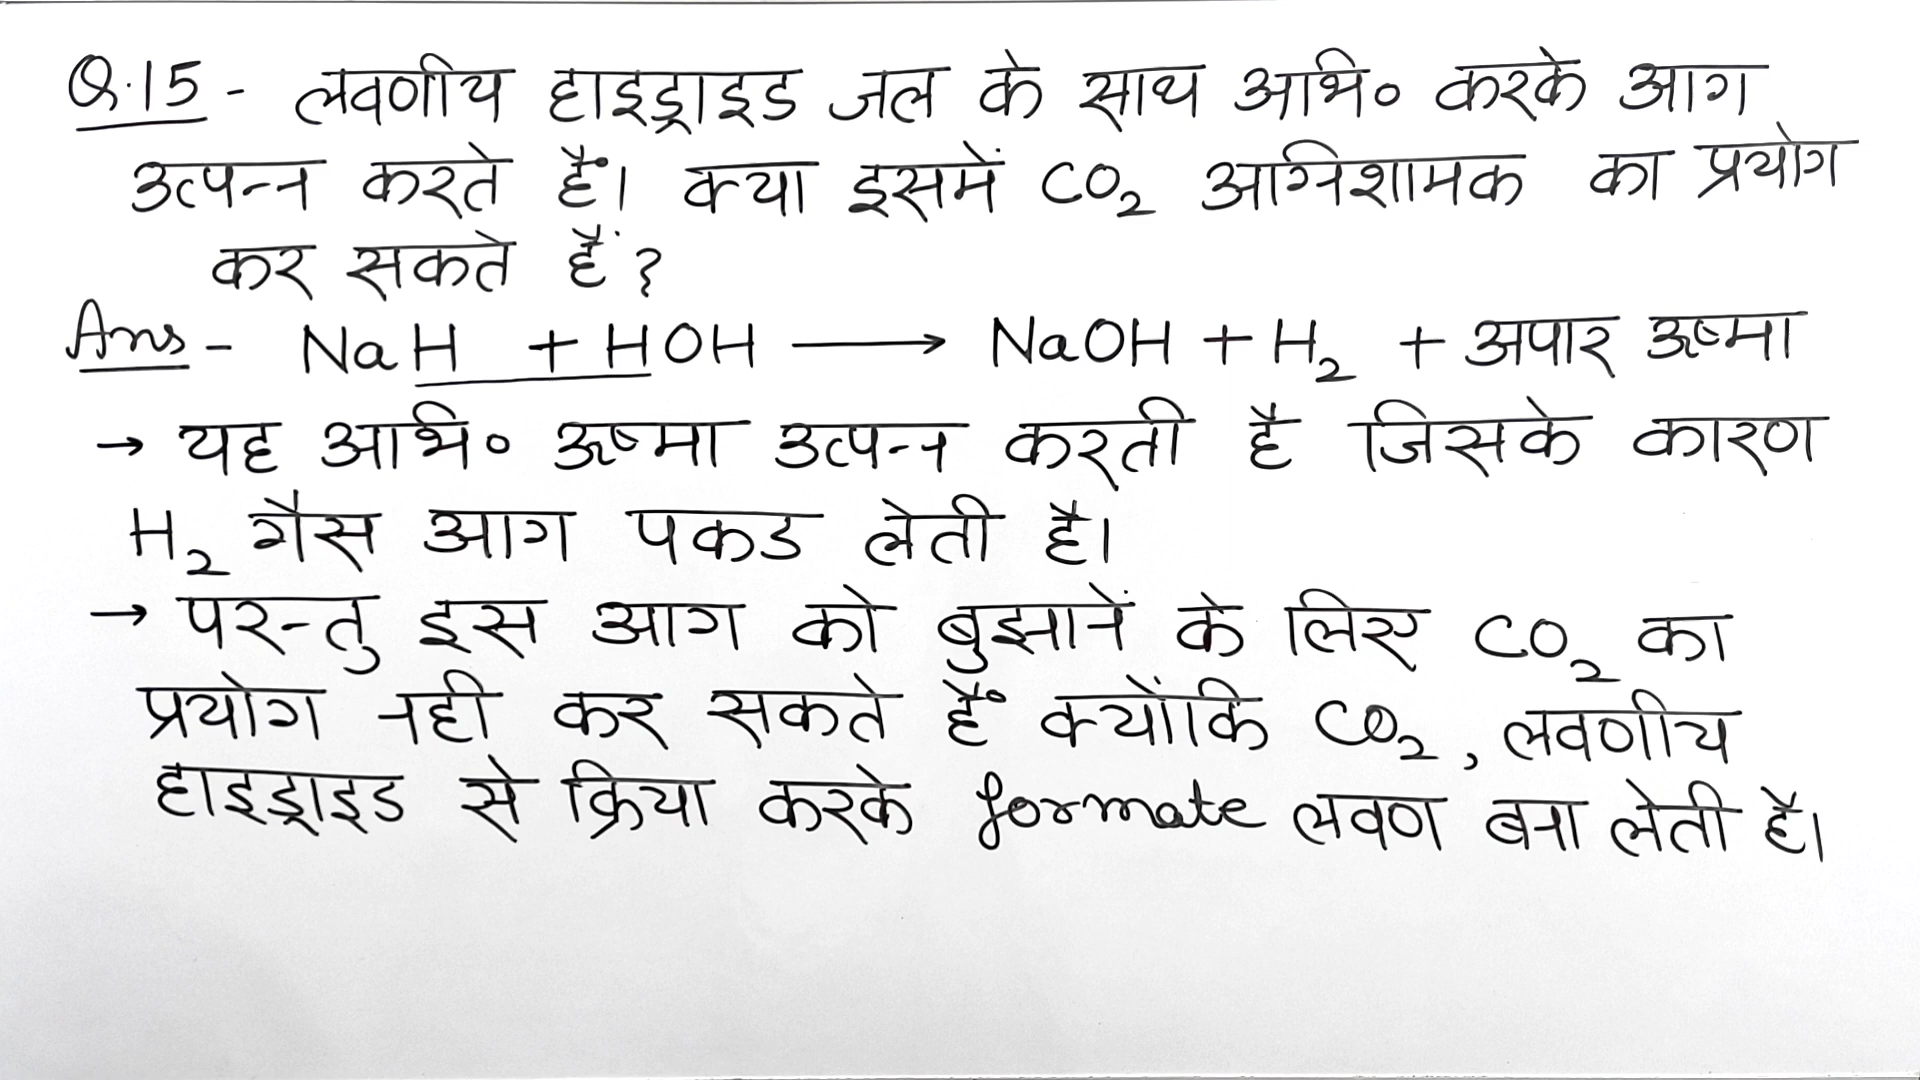 Q.15 - लवणीय हाइड्राइड जल के साथ अभि० करके आग
उत्पन्न करते हैं। क्या इसमें CO₂ अग्निशामक का प्रयोग
कर सकते हैं?
Ans - NaH + HOH ⟶ NaOH + H₂ + अपार ऊष्मा
→ यह अभि० ऊष्मा उत्पन्न करती है जिसके कारण
H₂ गैस आग पकड लेती है।
→ परन्तु इस आग को बुझानें के लिए CO₂ का
प्रयोग नही कर सकते हैं क्योंकि CO₂, लवणीय
हाइड्राइड से क्रिया करके formate लवण बना लेती है।